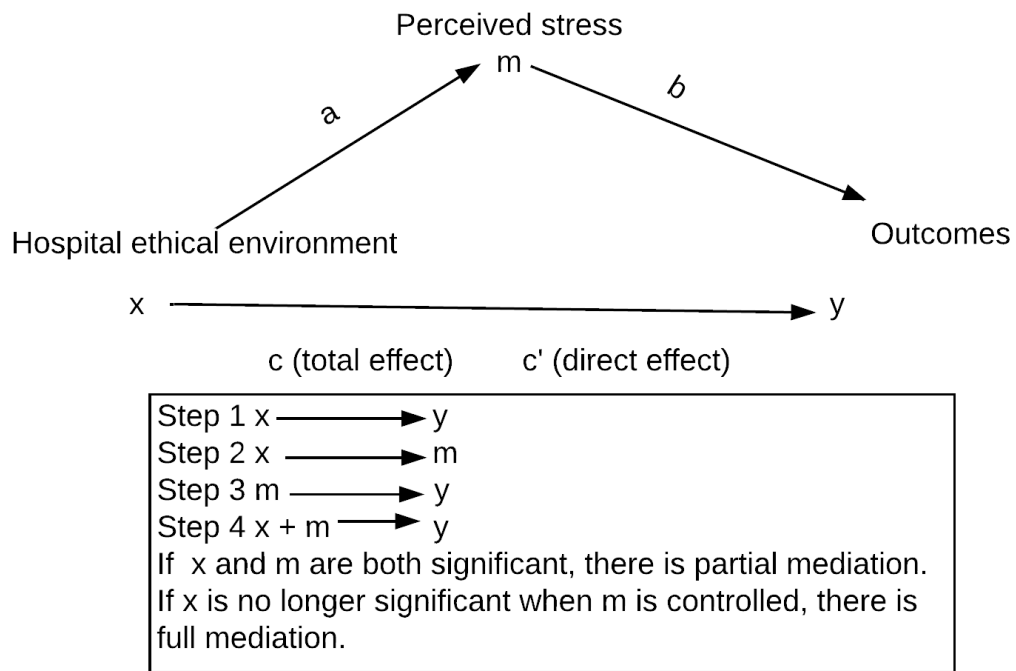 Perceived stress
m
a
b
Hospital ethical environment
Outcomes
x
y
c (total effect) c' (direct effect)
Step 1 x y
Step 2 x m
Step 3 m y
Step 4 x + m y
If x and m are both significant, there is partial mediation.
If x is no longer significant when m is controlled, there is
full mediation.